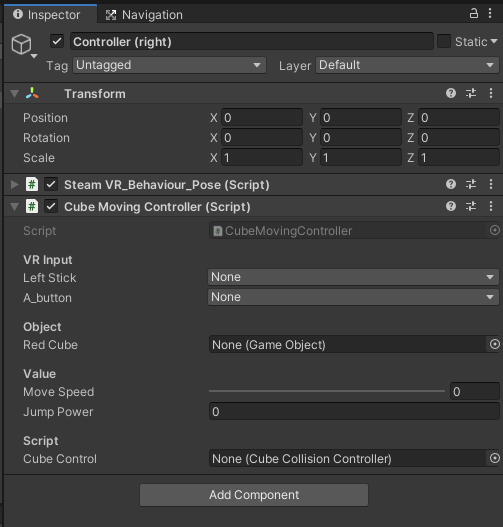 Inspector Navigation
Controller (right) Static
Tag Untagged Layer Default
Transform
Position X 0 Y 0 Z 0
Rotation X 0 Y 0 Z 0
Scale X 1 Y 1 Z 1
# Steam VR_Behaviour_Pose (Script)
# Cube Moving Controller (Script)
Script # CubeMovingController
VR Input
Left Stick None
A_button None
Object
Red Cube None (Game Object)
Value
Move Speed 0
Jump Power 0
Script
Cube Control None (Cube Collision Controller)
Add Component